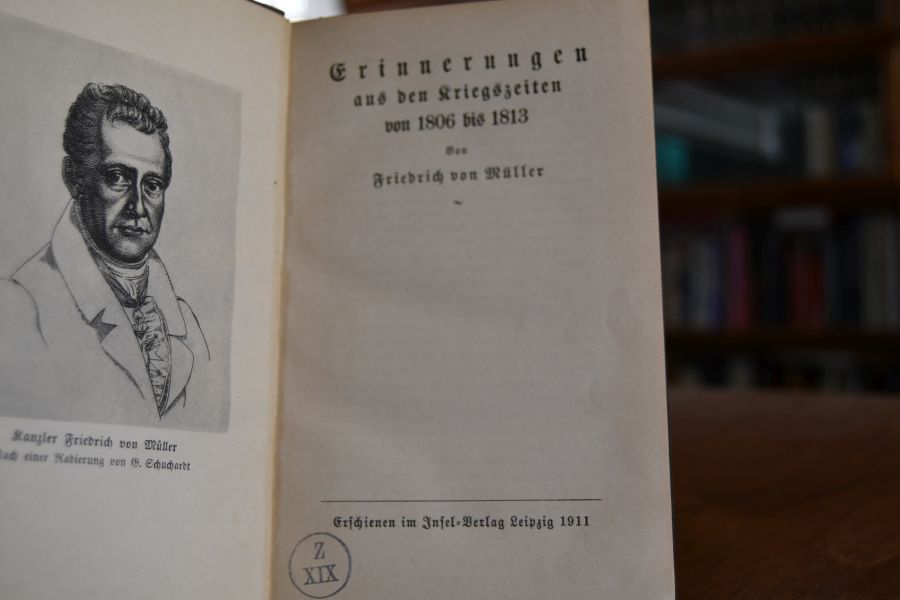 Kanzler Friedrich von Müller
Nach einer Radierung von G. Schuchardt
Erinnerungen
aus den Kriegszeiten
von 1806 bis 1813
Von
Friedrich von Müller
~
Erschienen im Insel-Verlag Leipzig 1911
Z
XIX